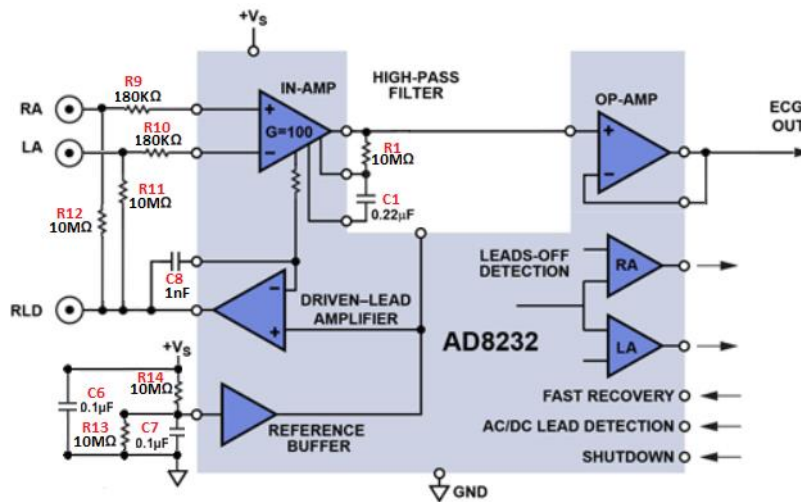 +Vs
R9
180KΩ
RA
IN-AMP
HIGH-PASS
FILTER
OP-AMP
ECG
OUT
+
G=100
−
R10
180KΩ
LA
R1
10MΩ
+
−
R11
10MΩ
R12
10MΩ
C1
0.22µF
C8
1nF
RLD
−
+
DRIVEN–LEAD
AMPLIFIER
LEADS-OFF
DETECTION
RA
AD8232
LA
+Vs
R14
10MΩ
C6
0.1µF
R13
10MΩ
C7
0.1µF
REFERENCE
BUFFER
FAST RECOVERY
AC/DC LEAD DETECTION
SHUTDOWN
GND